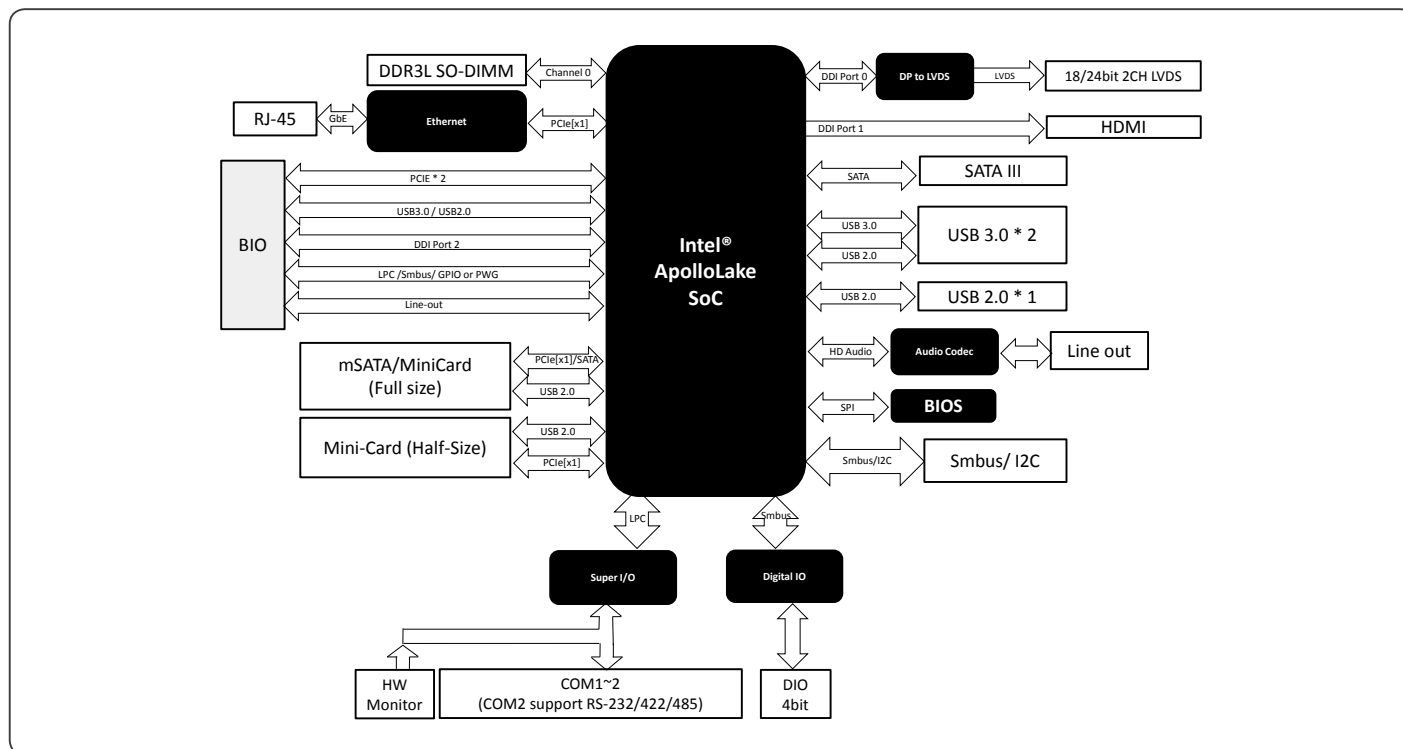 DDR3L SO-DIMM
Channel 0
RJ-45
GbE
Ethernet
PCIe[x1]
BIO
PCIE * 2
USB3.0 / USB2.0
DDI Port 2
LPC /Smbus/ GPIO or PWG
Line-out
mSATA/MiniCard
(Full size)
PCIe[x1]/SATA
USB 2.0
Mini-Card (Half-Size)
USB 2.0
PCIe[x1]
Intel®
ApolloLake
SoC
DDI Port 0
DP to LVDS
LVDS
18/24bit 2CH LVDS
DDI Port 1
HDMI
SATA
SATA III
USB 3.0
USB 2.0
USB 3.0 * 2
USB 2.0
USB 2.0 * 1
HD Audio
Audio Codec
Line out
SPI
BIOS
Smbus/I2C
Smbus/ I2C
LPC
Smbus
Super I/O
Digital IO
HW
Monitor
COM1~2
(COM2 support RS-232/422/485)
DIO
4bit